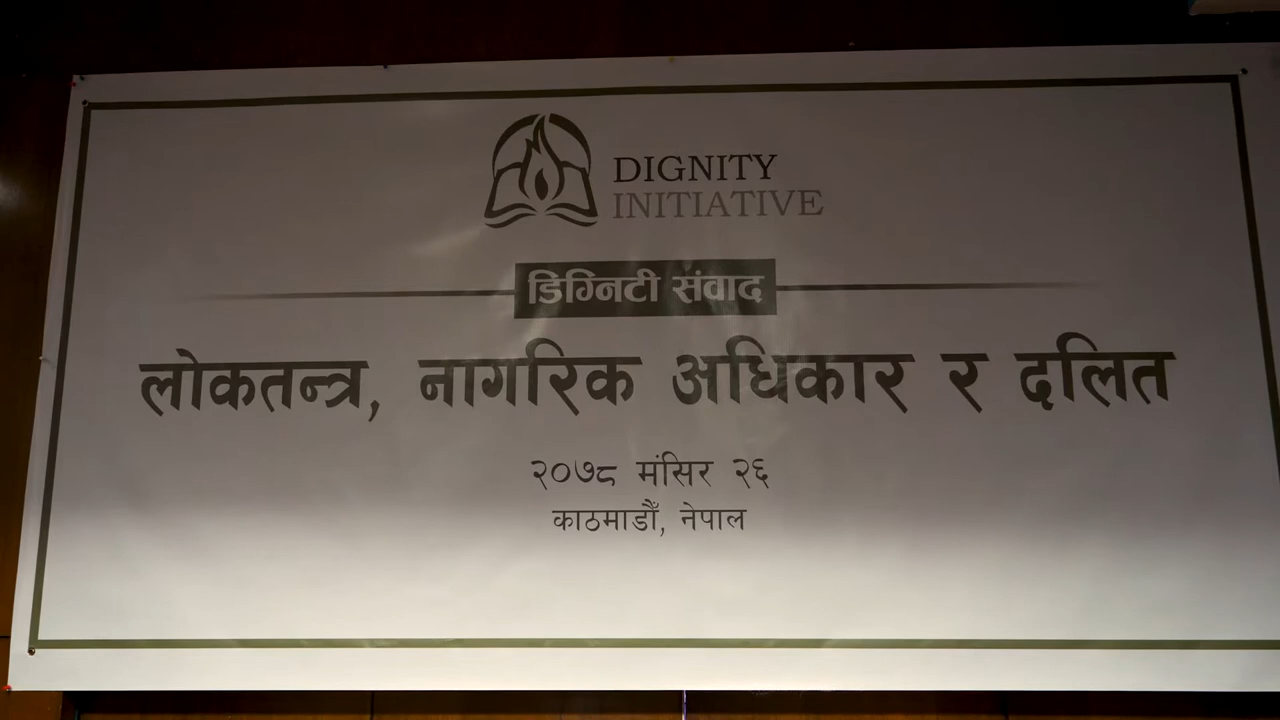 DIGNITY
INITIATIVE
डिग्निटी संवाद
लोकतन्त्र, नागरिक अधिकार र दलित
२०७८ मंसिर २६
काठमाडौँ, नेपाल